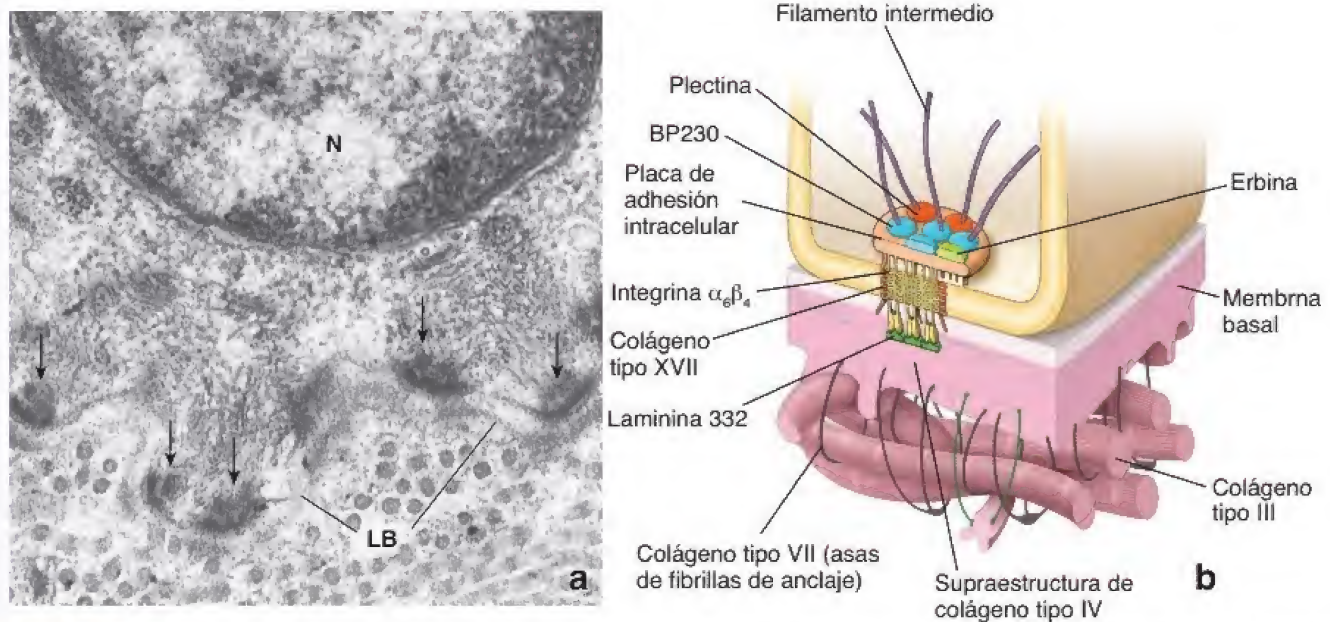 N
LB
a
Filamento intermedio
Plectina
BP230
Placa de
adhesión
intracelular
Integrina α₆β₄
Colágeno
tipo XVII
Laminina 332
Colágeno tipo VII (asas
de fibrillas de anclaje)
Supraestructura de
colágeno tipo IV
Erbina
Membrna
basal
Colágeno
tipo III
b